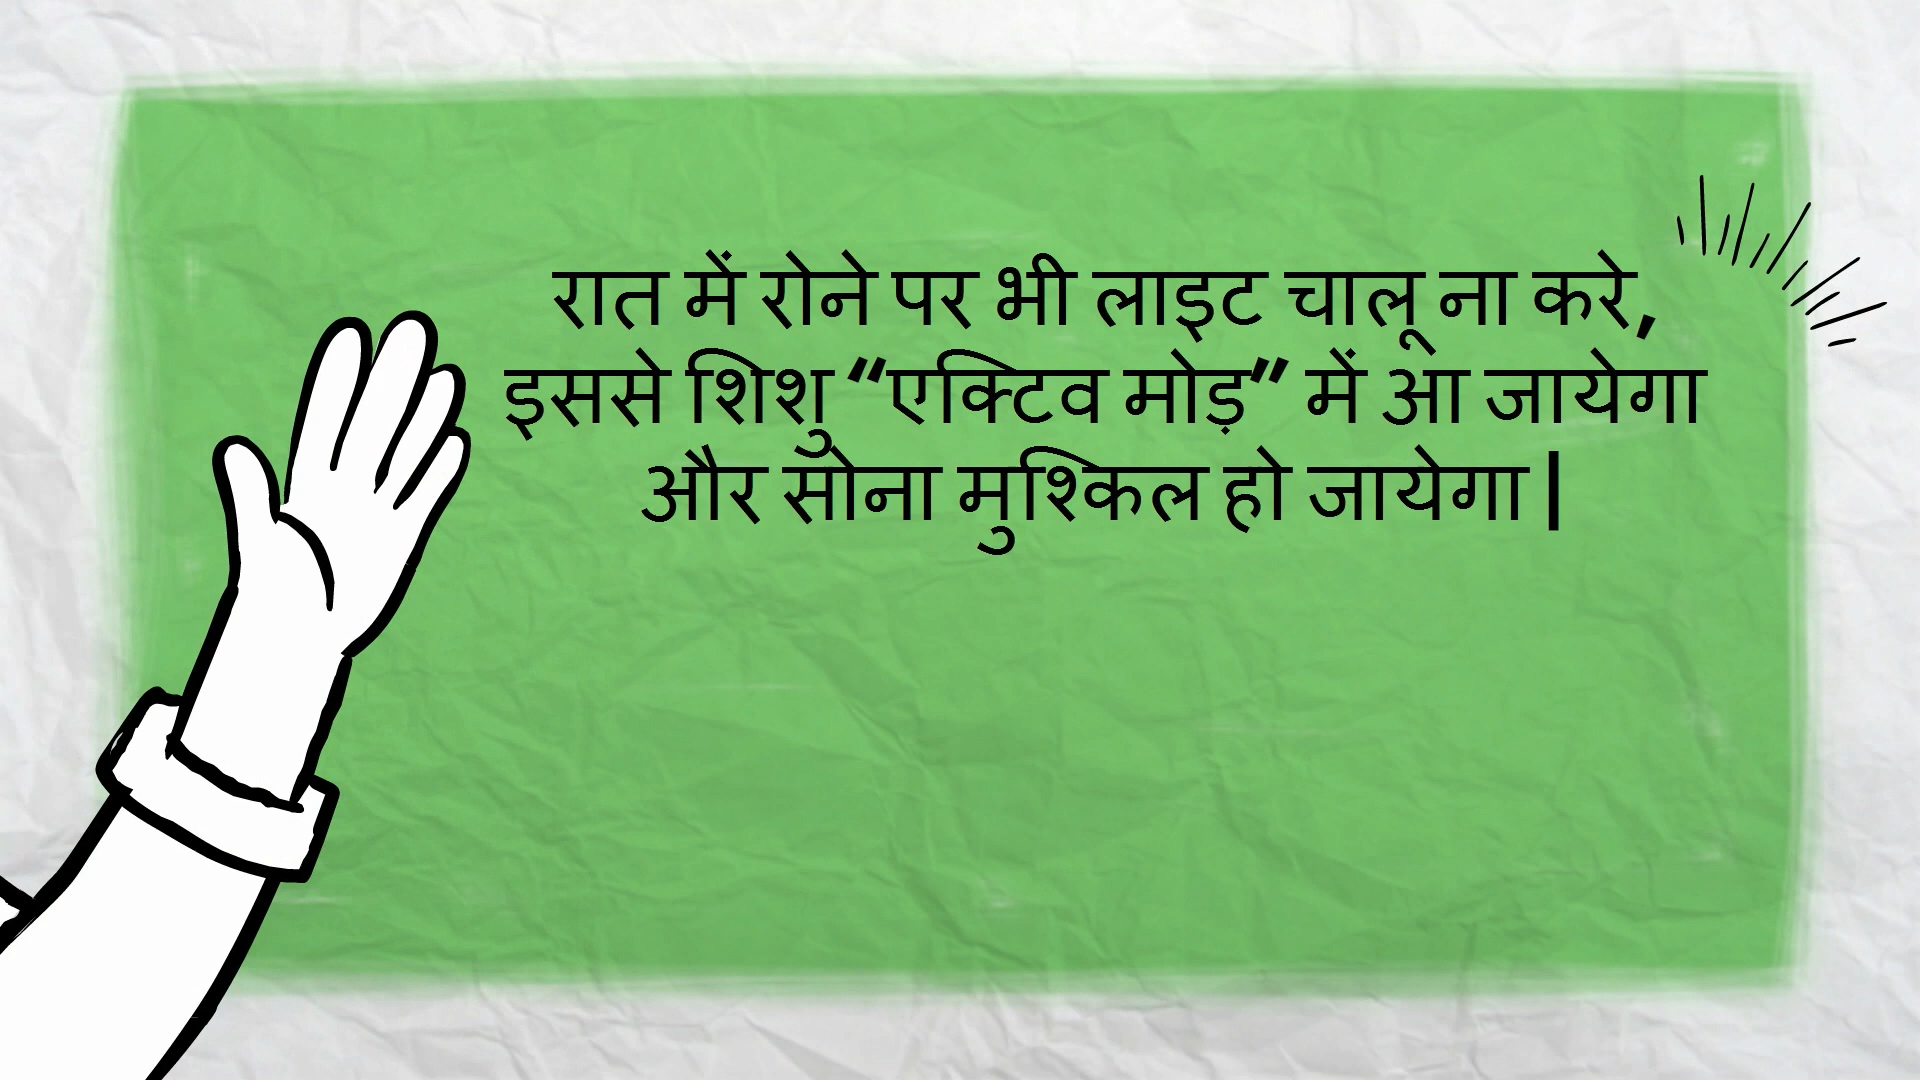 रात में रोने पर भी लाइट चालू ना करे,
इससे शिशु “एक्टिव मोड़” में आ जायेगा
और सोना मुश्किल हो जायेगा|